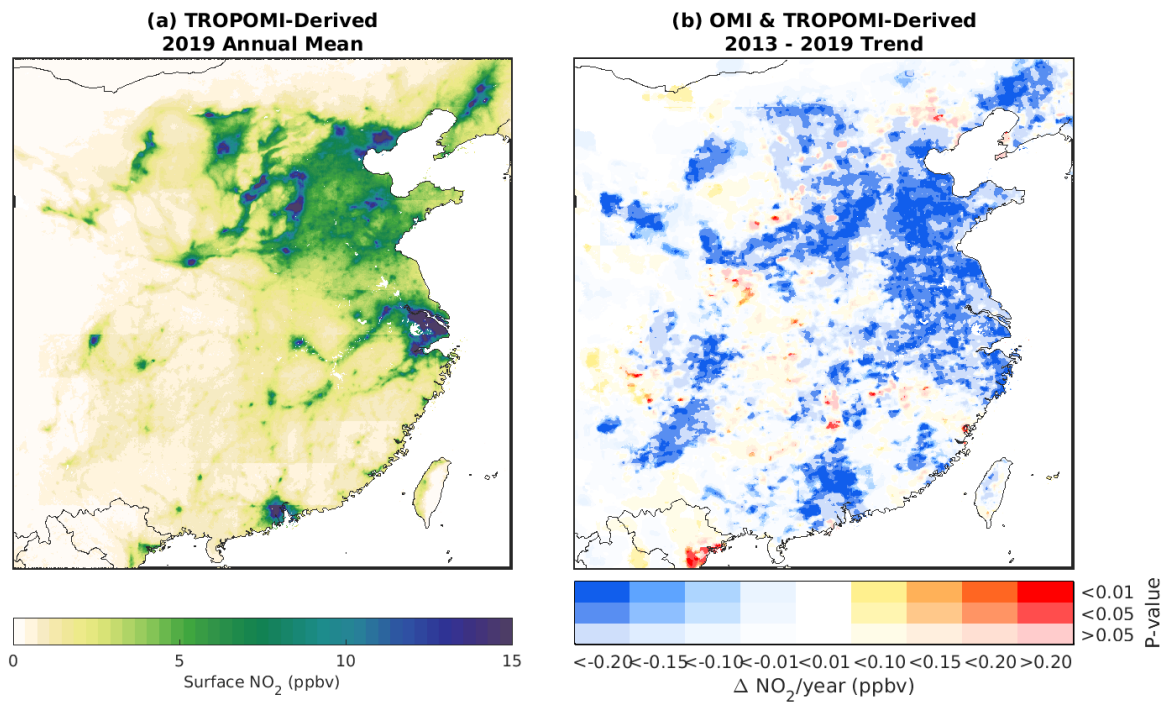 (a) TROPOMI-Derived
2019 Annual Mean
(b) OMI & TROPOMI-Derived
2013 - 2019 Trend
0 5 10 15
Surface NO2 (ppbv)
<0.01
<0.05
>0.05
P-value
<-0.20 <-0.15 <-0.10 <-0.01 <0.01 <0.10 <0.15 <0.20 >0.20
Δ NO2/year (ppbv)